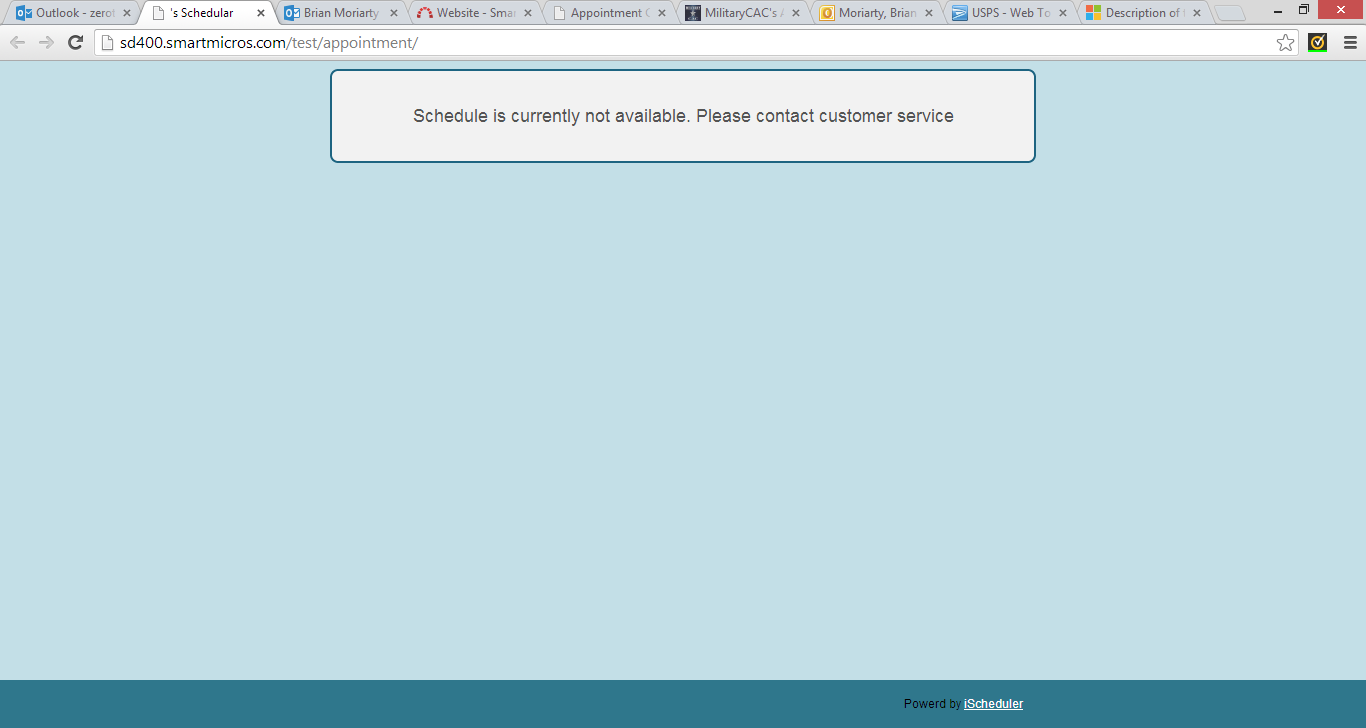 Outlook - zerot
's Schedular
Brian Moriarty
Website - Smar
Appointment C
MilitaryCAC's A
Moriarty, Brian
USPS - Web To
Description of t
sd400.smartmicros.com/test/appointment/
Schedule is currently not available. Please contact customer service
Powerd by iScheduler